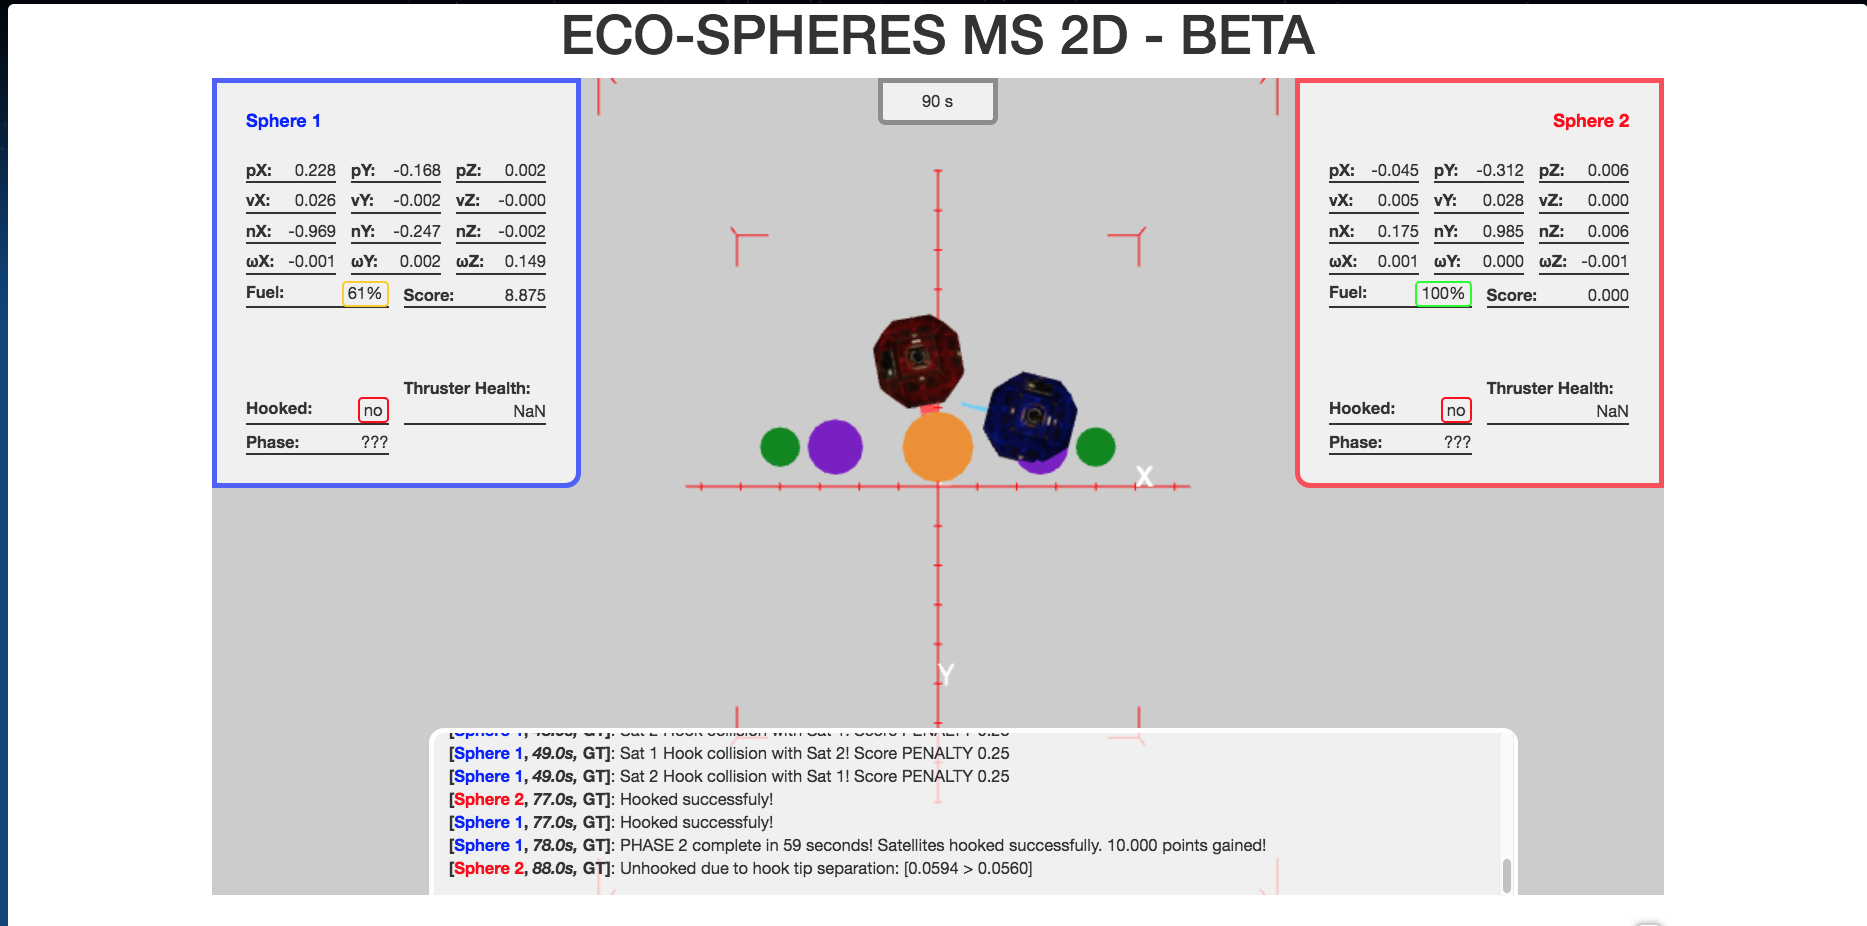 ECO-SPHERES MS 2D - BETA
90 s
Sphere 1
pX: 0.228 pY: -0.168 pZ: 0.002
vX: 0.026 vY: -0.002 vZ: -0.000
nX: -0.969 nY: -0.247 nZ: -0.002
ωX: -0.001 ωY: 0.002 ωZ: 0.149
Fuel: 61% Score: 8.875
Thruster Health:
Hooked: no NaN
Phase: ???
Sphere 2
pX: -0.045 pY: -0.312 pZ: 0.006
vX: 0.005 vY: 0.028 vZ: 0.000
nX: 0.175 nY: 0.985 nZ: 0.006
ωX: 0.001 ωY: 0.000 ωZ: -0.001
Fuel: 100% Score: 0.000
Thruster Health:
Hooked: no NaN
Phase: ???
X
Y
[Sphere 1, 49.0s, GT]: Sat 1 Hook collision with Sat 2! Score PENALTY 0.25
[Sphere 1, 49.0s, GT]: Sat 2 Hook collision with Sat 1! Score PENALTY 0.25
[Sphere 2, 77.0s, GT]: Hooked successfuly!
[Sphere 1, 77.0s, GT]: Hooked successfuly!
[Sphere 1, 78.0s, GT]: PHASE 2 complete in 59 seconds! Satellites hooked successfully. 10.000 points gained!
[Sphere 2, 88.0s, GT]: Unhooked due to hook tip separation: [0.0594 > 0.0560]